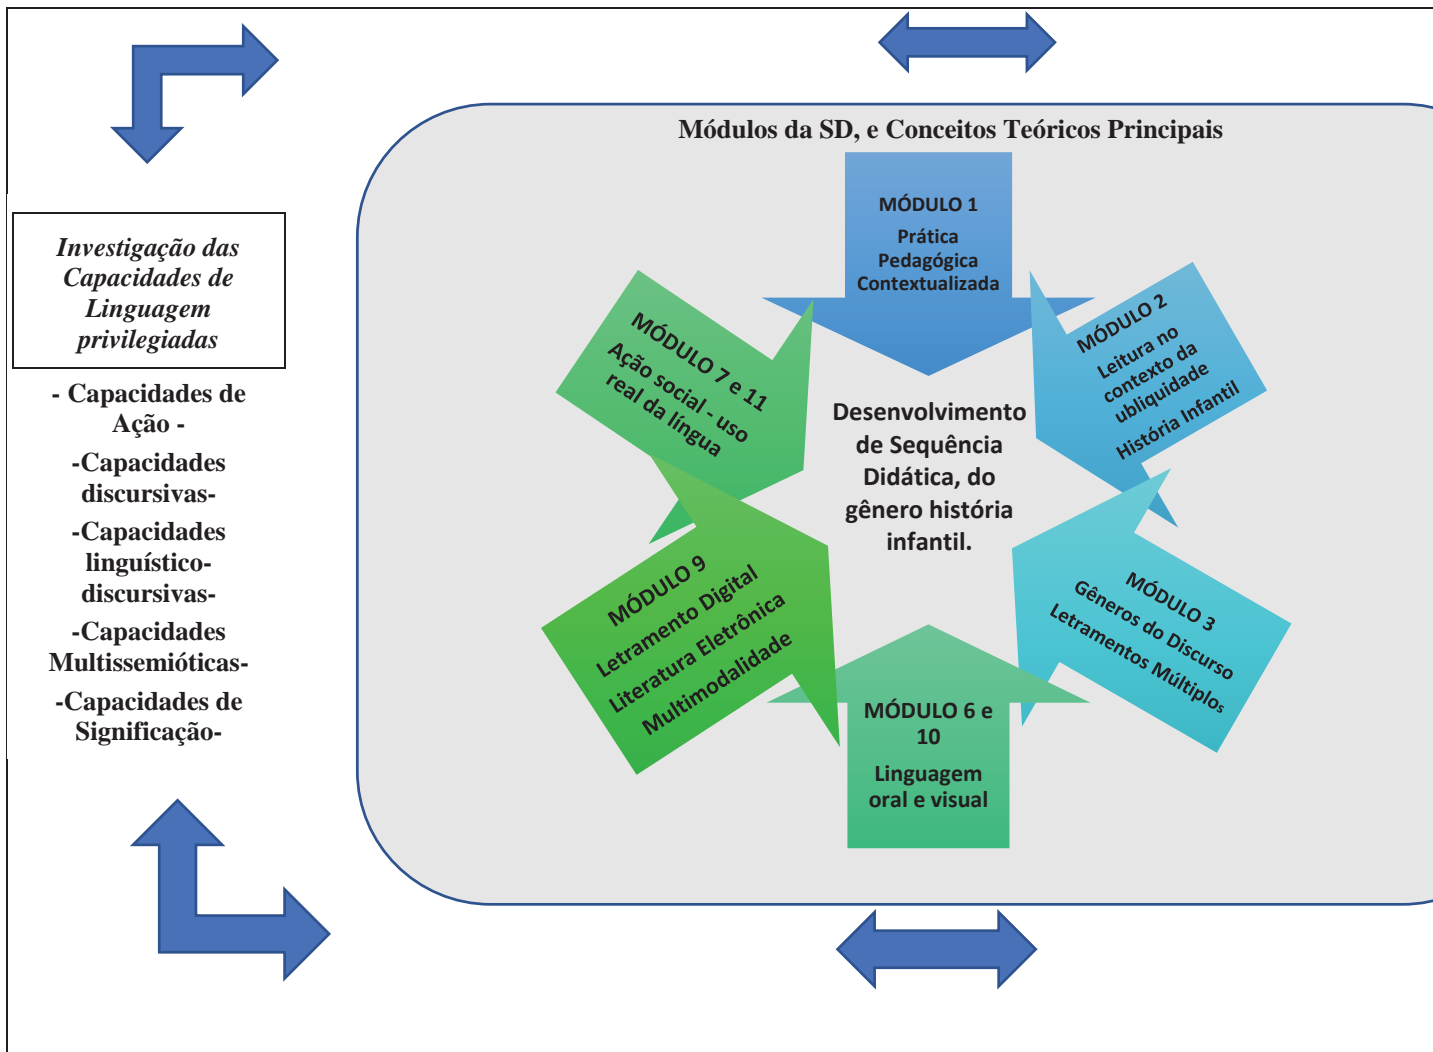 Módulos da SD, e Conceitos Teóricos Principais
Investigação das
Capacidades de
Linguagem
privilegiadas
- Capacidades de
Ação -
-Capacidades
discursivas-
-Capacidades
linguístico-
discursivas-
-Capacidades
Multissemióticas-
-Capacidades de
Significação-
MÓDULO 1
Prática
Pedagógica
Contextualizada
MÓDULO 2
Leitura no
contexto da
ubliquidade
História Infantil
MÓDULO 3
Gêneros do Discurso
Letramentos Múltiplos
MÓDULO 6 e
10
Linguagem
oral e visual
MÓDULO 9
Letramento Digital
Literatura Eletrônica
Multimodalidade
MÓDULO 7 e 11
Ação social - uso
real da língua
Desenvolvimento
de Sequência
Didática, do
gênero história
infantil.